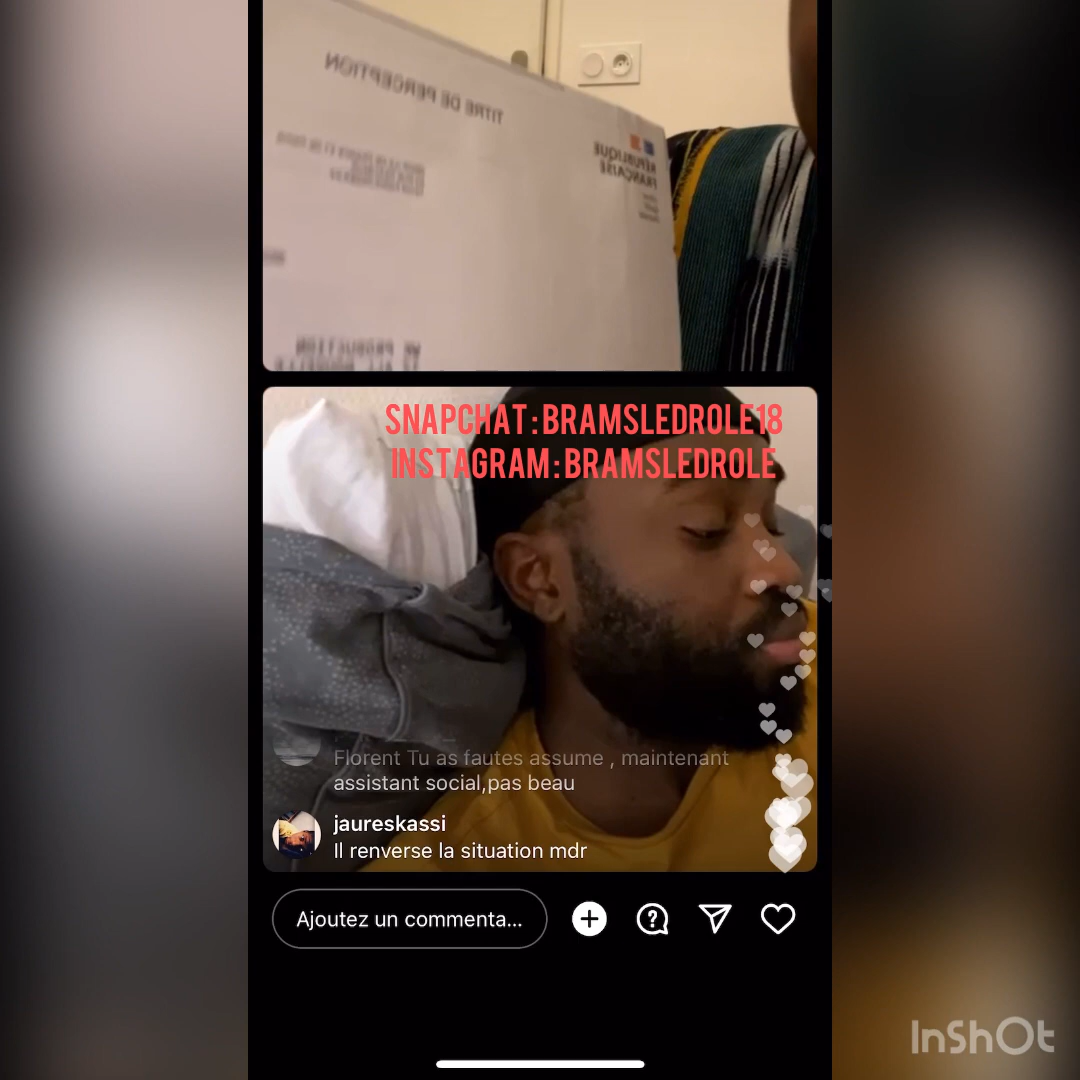 TITRE DE PERCEPTION
RÉPUBLIQUE
FRANÇAISE
PRODUCTION
SNAPCHAT : BRAMSLEDROLE18
INSTAGRAM : BRAMSLEDROLE
Florent Tu as fautes assume , maintenant
assistant social,pas beau
jaureskassi
Il renverse la situation mdr
Ajoutez un commenta...
InShOt